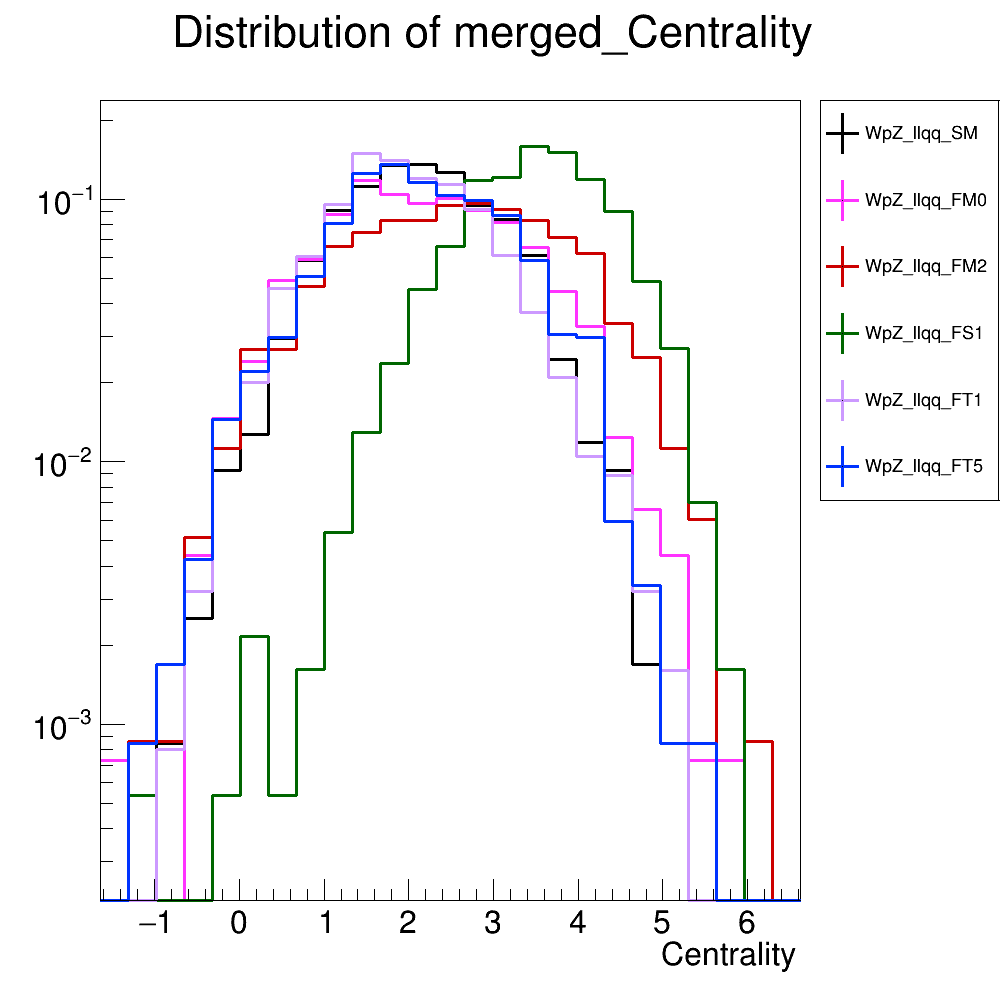 Distribution of merged_Centrality
10−1
10−2
10−3
−1 0 1 2 3 4 5 6
Centrality
WpZ_llqq_SM
WpZ_llqq_FM0
WpZ_llqq_FM2
WpZ_llqq_FS1
WpZ_llqq_FT1
WpZ_llqq_FT5